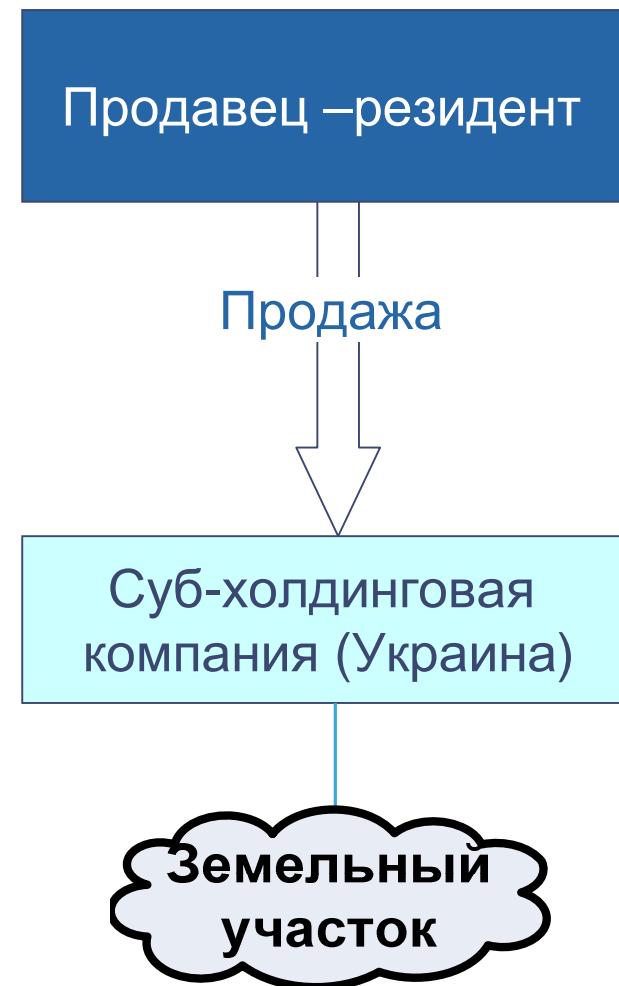 Продавец –резидент
Продажа
Суб-холдинговая
компания (Украина)
Земельный
участок